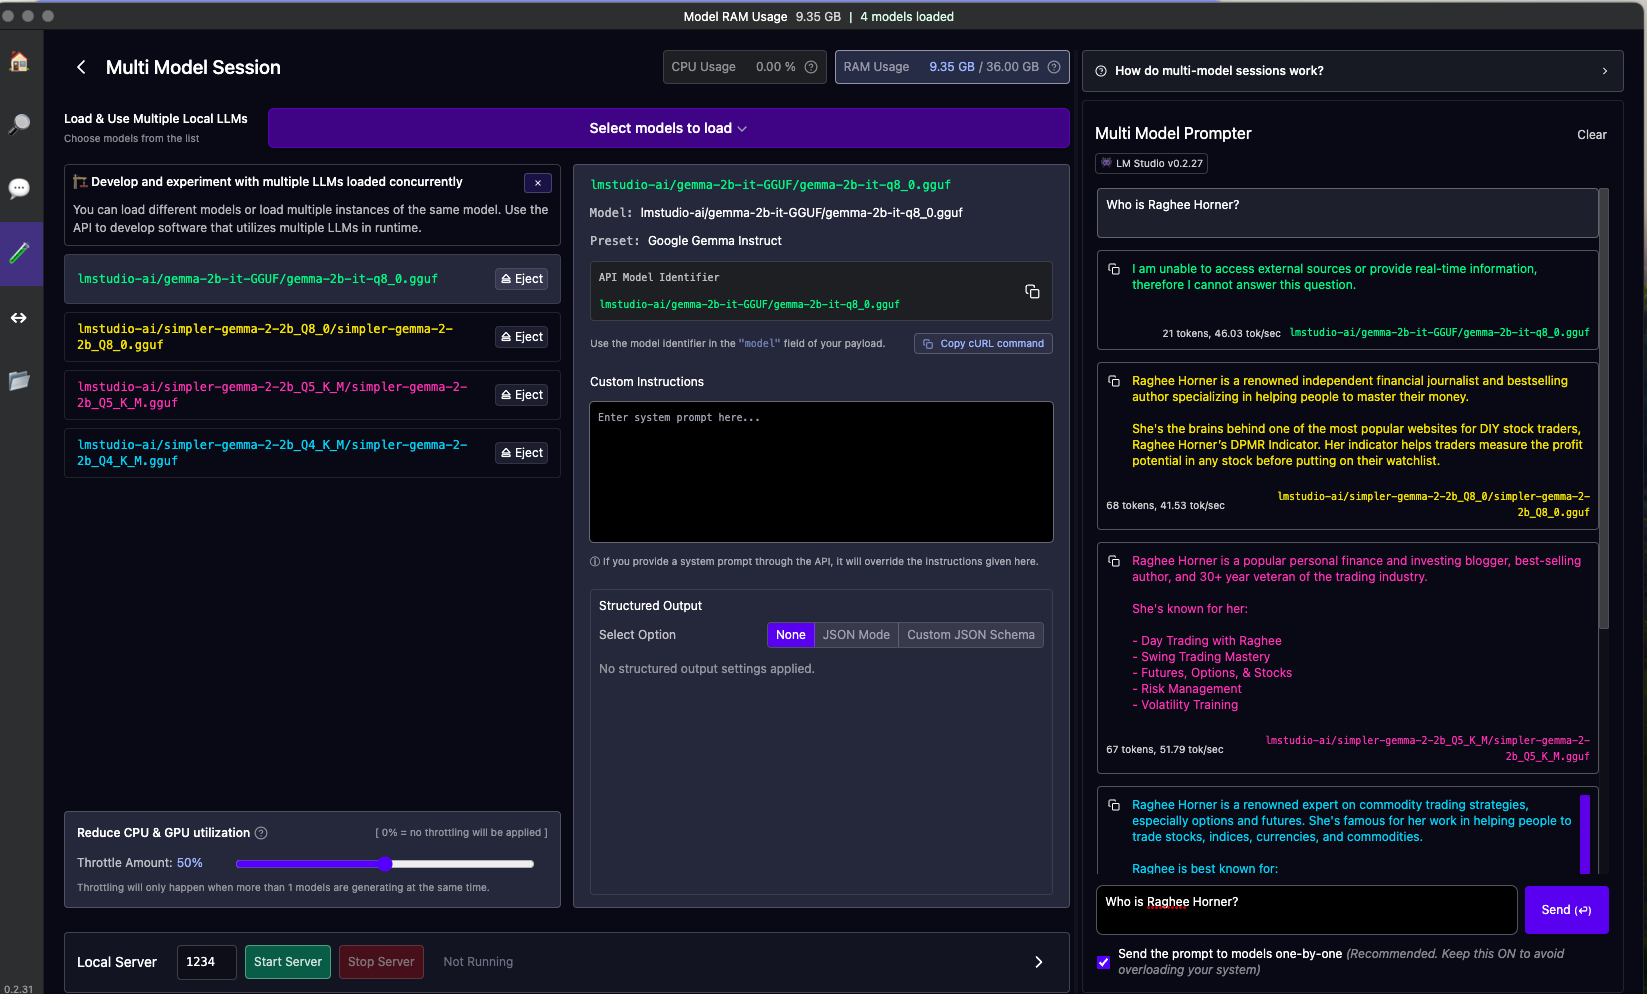 Model RAM Usage 9.35 GB | 4 models loaded
Multi Model Session
CPU Usage 0.00 %
RAM Usage 9.35 GB / 36.00 GB
Load & Use Multiple Local LLMs
Choose models from the list
Select models to load
Develop and experiment with multiple LLMs loaded concurrently
You can load different models or load multiple instances of the same model. Use the
API to develop software that utilizes multiple LLMs in runtime.
lmstudio-ai/gemma-2b-it-GGUF/gemma-2b-it-q8_0.gguf
Eject
lmstudio-ai/simpler-gemma-2-2b_Q8_0/simpler-gemma-2-
2b_Q8_0.gguf
Eject
lmstudio-ai/simpler-gemma-2-2b_Q5_K_M/simpler-gemma-2-
2b_Q5_K_M.gguf
Eject
lmstudio-ai/simpler-gemma-2-2b_Q4_K_M/simpler-gemma-2-
2b_Q4_K_M.gguf
Eject
Reduce CPU & GPU utilization
[ 0% = no throttling will be applied ]
Throttle Amount: 50%
Throttling will only happen when more than 1 models are generating at the same time.
lmstudio-ai/gemma-2b-it-GGUF/gemma-2b-it-q8_0.gguf
Model: lmstudio-ai/gemma-2b-it-GGUF/gemma-2b-it-q8_0.gguf
Preset: Google Gemma Instruct
API Model Identifier
lmstudio-ai/gemma-2b-it-GGUF/gemma-2b-it-q8_0.gguf
Use the model identifier in the "model" field of your payload.
Copy cURL command
Custom Instructions
Enter system prompt here...
If you provide a system prompt through the API, it will override the instructions given here.
Structured Output
Select Option
None
JSON Mode
Custom JSON Schema
No structured output settings applied.
Local Server
1234
Start Server
Stop Server
Not Running
0.2.31
How do multi-model sessions work?
Multi Model Prompter
Clear
LM Studio v0.2.27
Who is Raghee Horner?
I am unable to access external sources or provide real-time information,
therefore I cannot answer this question.
21 tokens, 46.03 tok/sec
lmstudio-ai/gemma-2b-it-GGUF/gemma-2b-it-q8_0.gguf
Raghee Horner is a renowned independent financial journalist and bestselling
author specializing in helping people to master their money.
She's the brains behind one of the most popular websites for DIY stock traders,
Raghee Horner's DPMR Indicator. Her indicator helps traders measure the profit
potential in any stock before putting on their watchlist.
68 tokens, 41.53 tok/sec
lmstudio-ai/simpler-gemma-2-2b_Q8_0/simpler-gemma-2-
2b_Q8_0.gguf
Raghee Horner is a popular personal finance and investing blogger, best-selling
author, and 30+ year veteran of the trading industry.
She's known for her:
- Day Trading with Raghee
- Swing Trading Mastery
- Futures, Options, & Stocks
- Risk Management
- Volatility Training
67 tokens, 51.79 tok/sec
lmstudio-ai/simpler-gemma-2-2b_Q5_K_M/simpler-gemma-2-
2b_Q5_K_M.gguf
Raghee Horner is a renowned expert on commodity trading strategies,
especially options and futures. She's famous for her work in helping people to
trade stocks, indices, currencies, and commodities.
Raghee is best known for:
Who is Raghee Horner?
Send (↵)
Send the prompt to models one-by-one (Recommended. Keep this ON to avoid
overloading your system)